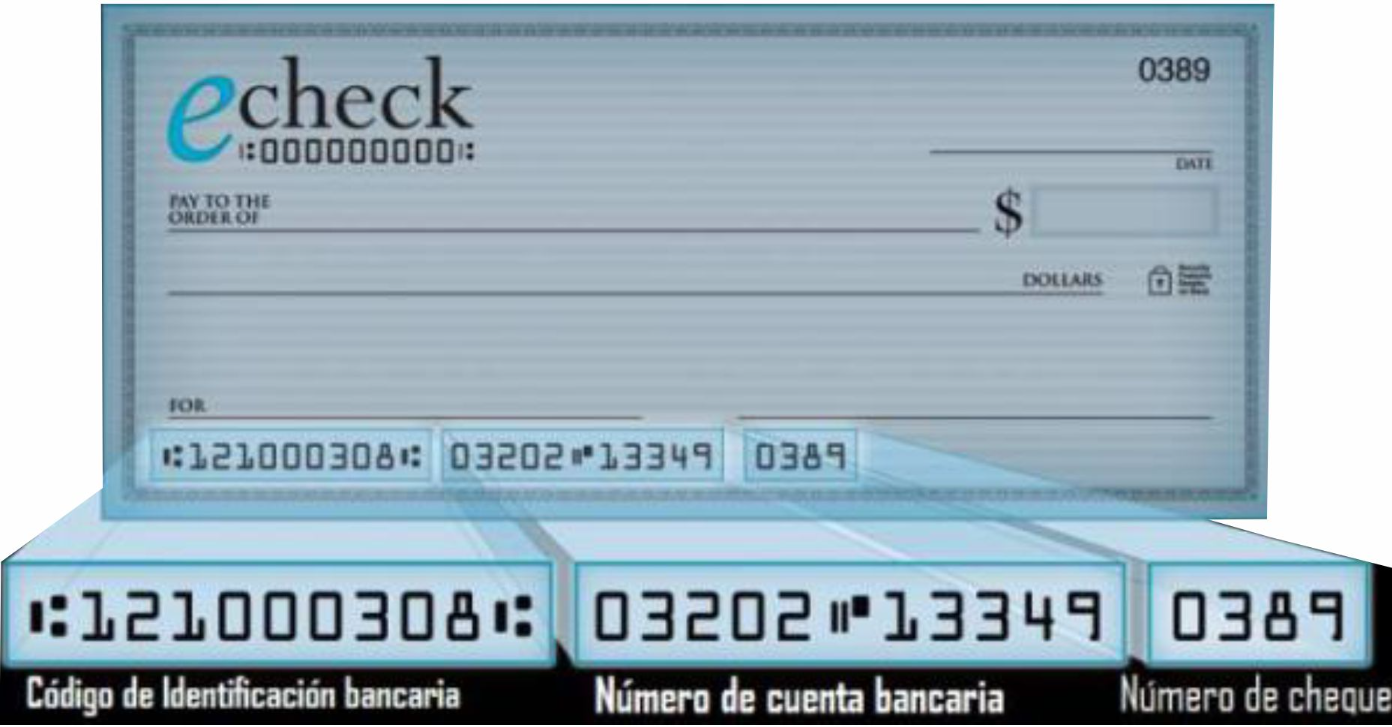 echeck
0389
⑆000000000⑆
DATE
PAY TO THE
ORDER OF
$
DOLLARS
FOR
⑆121000308⑆ 03202⑈13349 0389
⑆121000308⑆ 03202⑈13349 0389
Código de Identificación bancaria Número de cuenta bancaria Número de cheque